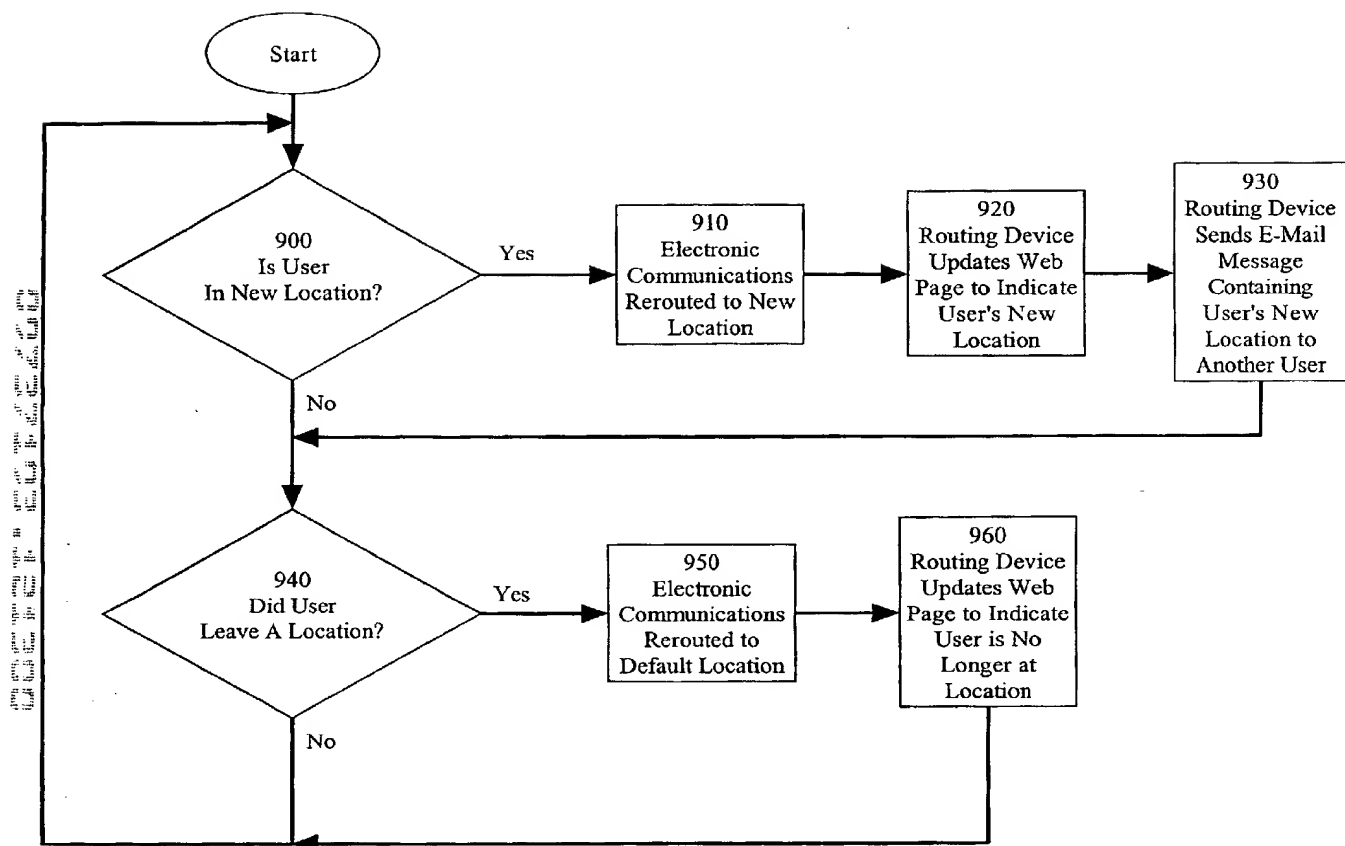 Start
900
Is User
In New Location?
Yes
910
Electronic
Communications
Rerouted to New
Location
920
Routing Device
Updates Web
Page to Indicate
User's New
Location
930
Routing Device
Sends E-Mail
Message
Containing
User's New
Location to
Another User
No
940
Did User
Leave A Location?
Yes
950
Electronic
Communications
Rerouted to
Default Location
960
Routing Device
Updates Web
Page to Indicate
User is No
Longer at
Location
No